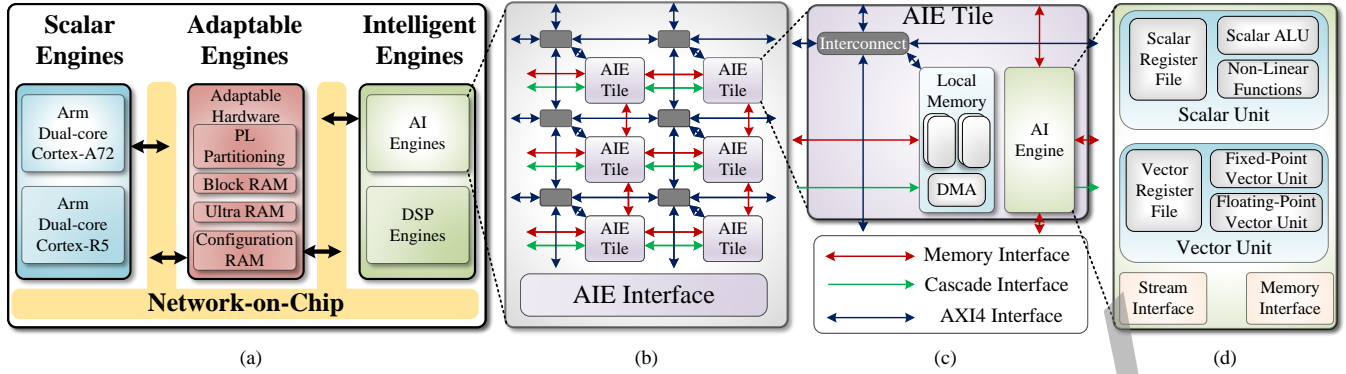 Scalar
Engines
Arm
Dual-core
Cortex-A72
Arm
Dual-core
Cortex-R5
Adaptable
Engines
Adaptable
Hardware
PL
Partitioning
Block RAM
Ultra RAM
Configuration
RAM
Intelligent
Engines
AI
Engines
DSP
Engines
Network-on-Chip
(a)
AIE
Tile
AIE
Tile
AIE
Tile
AIE
Tile
AIE
Tile
AIE
Tile
AIE Interface
(b)
AIE Tile
Interconnect
Local
Memory
DMA
AI
Engine
Memory Interface
Cascade Interface
AXI4 Interface
(c)
Scalar
Register
File
Scalar ALU
Non-Linear
Functions
Scalar Unit
Vector
Register
File
Fixed-Point
Vector Unit
Floating-Point
Vector Unit
Vector Unit
Stream
Interface
Memory
Interface
(d)